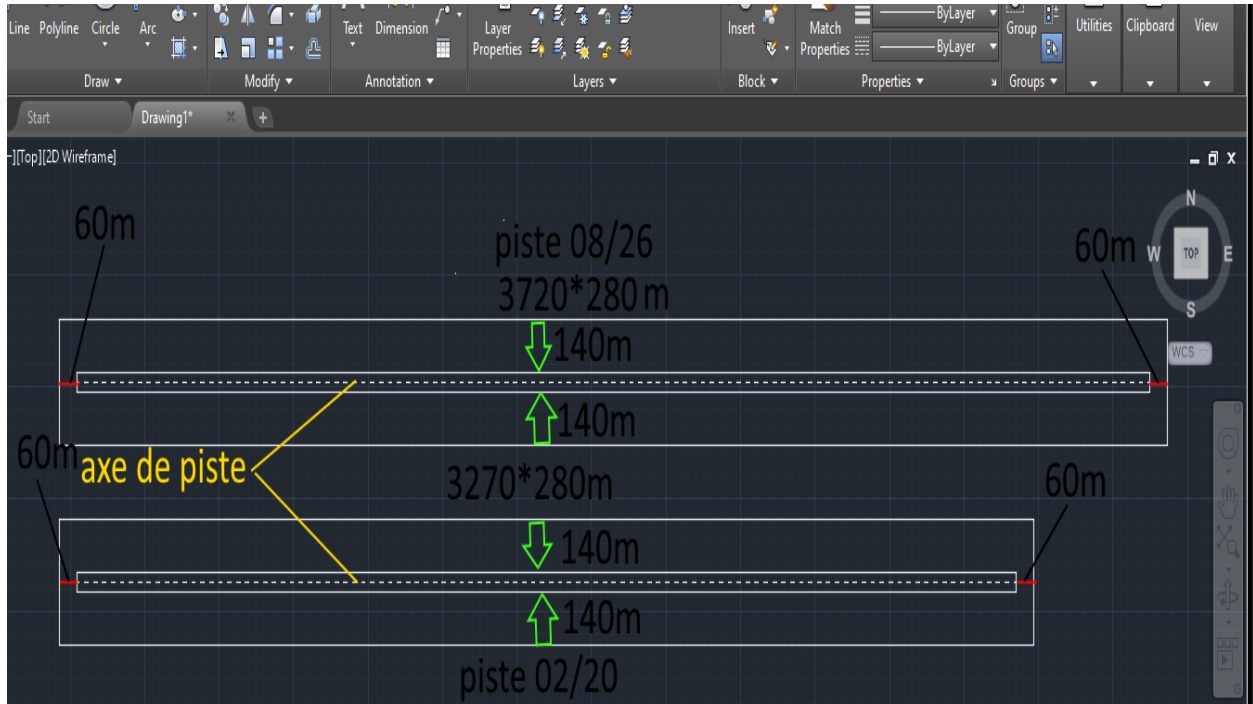 Line Polyline Circle Arc
Text Dimension
Layer
Properties
Insert
Match
Properties
ByLayer
ByLayer
Group
Utilities
Clipboard
View
Draw
Modify
Annotation
Layers
Block
Properties
Groups
Start
Drawing1*
-][Top][2D Wireframe]
N
W
TOP
E
S
WCS
60m
piste 08/26
60m
3720*280 m
140m
140m
60m
axe de piste
3270*280m
60m
140m
140m
piste 02/20